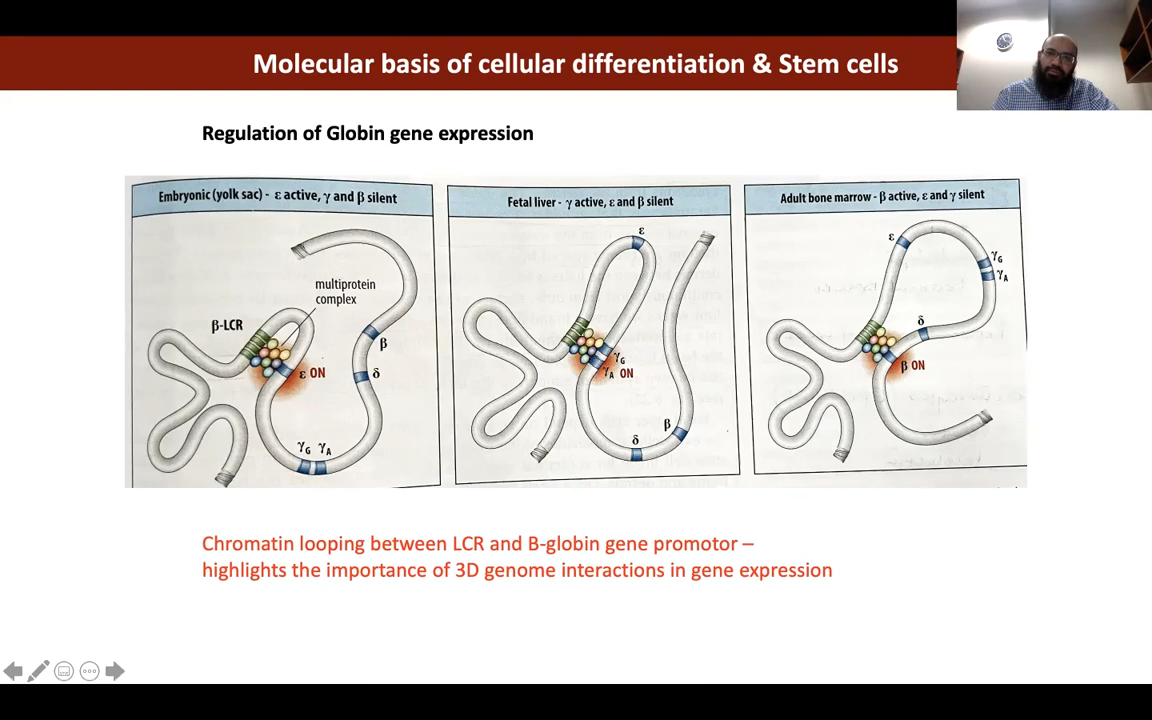 Molecular basis of cellular differentiation & Stem cells
Regulation of Globin gene expression
Embryonic (yolk sac) - ε active, γ and β silent
multiprotein
complex
β-LCR
ε ON
β
δ
γG γA
Fetal liver - γ active, ε and β silent
ε
γG
γA ON
β
δ
Adult bone marrow - β active, ε and γ silent
ε
γG
γA
δ
β ON
Chromatin looping between LCR and B-globin gene promotor –
highlights the importance of 3D genome interactions in gene expression